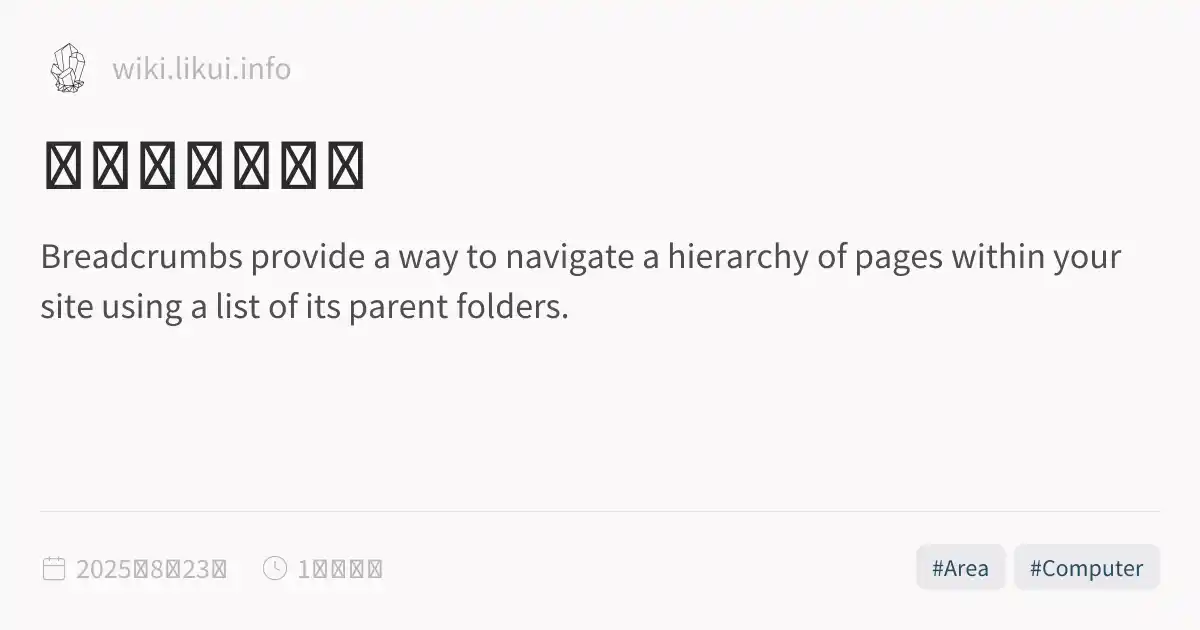 wiki.likui.info
Breadcrumbs provide a way to navigate a hierarchy of pages within your
site using a list of its parent folders.
2025 8 23
1
#Area
#Computer